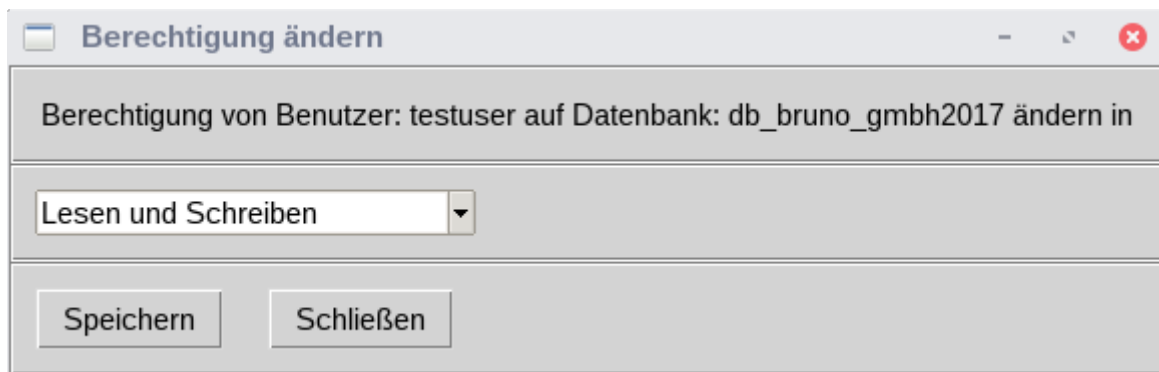 Berechtigung ändern
Berechtigung von Benutzer: testuser auf Datenbank: db_bruno_gmbh2017 ändern in
Lesen und Schreiben
Speichern Schließen